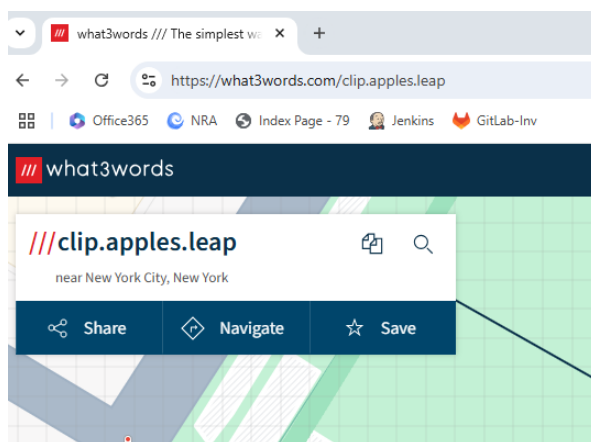 what3words /// The simplest wa
https://what3words.com/clip.apples.leap
Office365 NRA Index Page - 79 Jenkins GitLab-Inv
/// what3words
///clip.apples.leap
near New York City, New York
Share Navigate Save